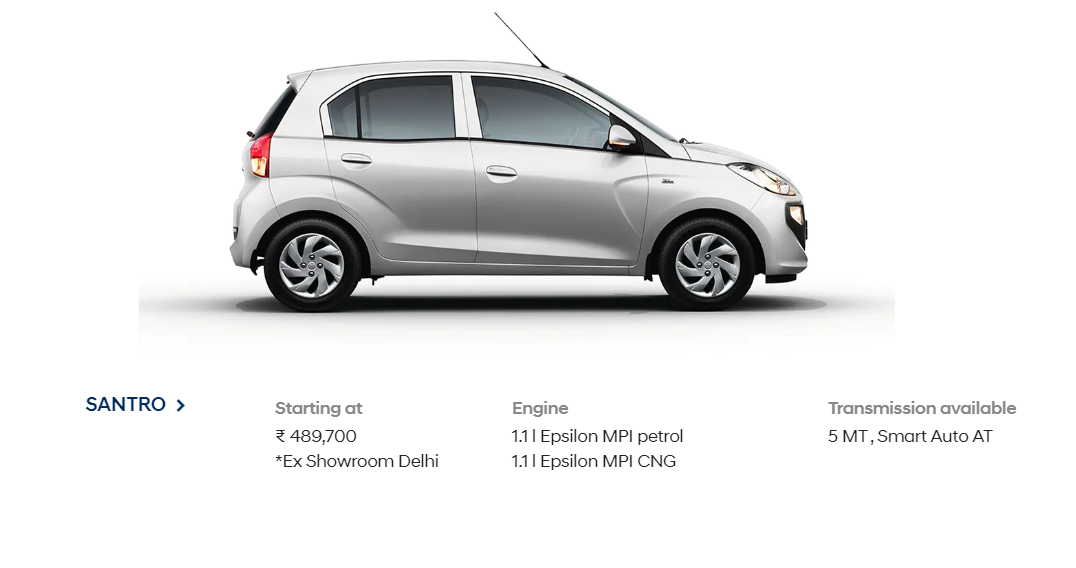 SANTRO
Starting at
₹ 489,700
*Ex Showroom Delhi
Engine
1.1 l Epsilon MPI petrol
1.1 l Epsilon MPI CNG
Transmission available
5 MT , Smart Auto AT